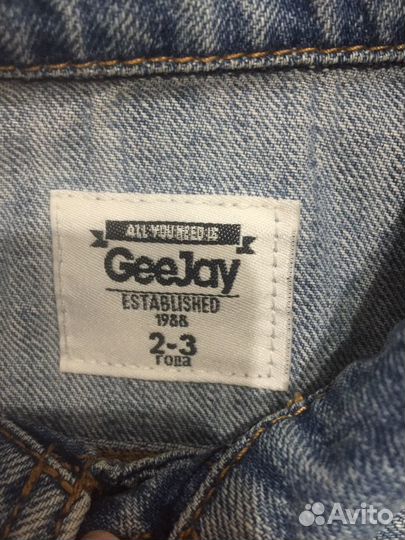 ALL YOU NEED IS
GeeJay
ESTABLISHED
1988
2-3
года
Avito